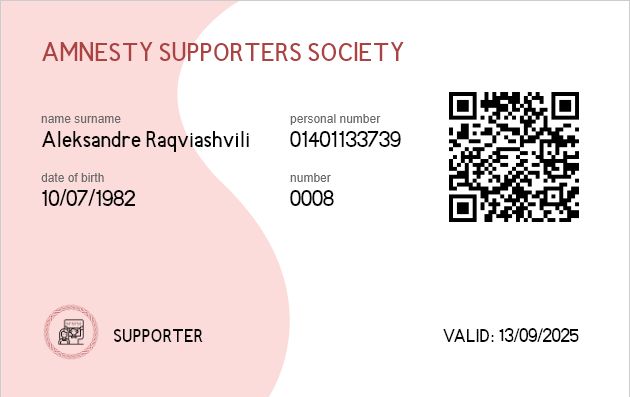 AMNESTY SUPPORTERS SOCIETY
name surname
Aleksandre Raqviashvili
personal number
01401133739
date of birth
10/07/1982
number
0008
SUPPORTER
VALID: 13/09/2025